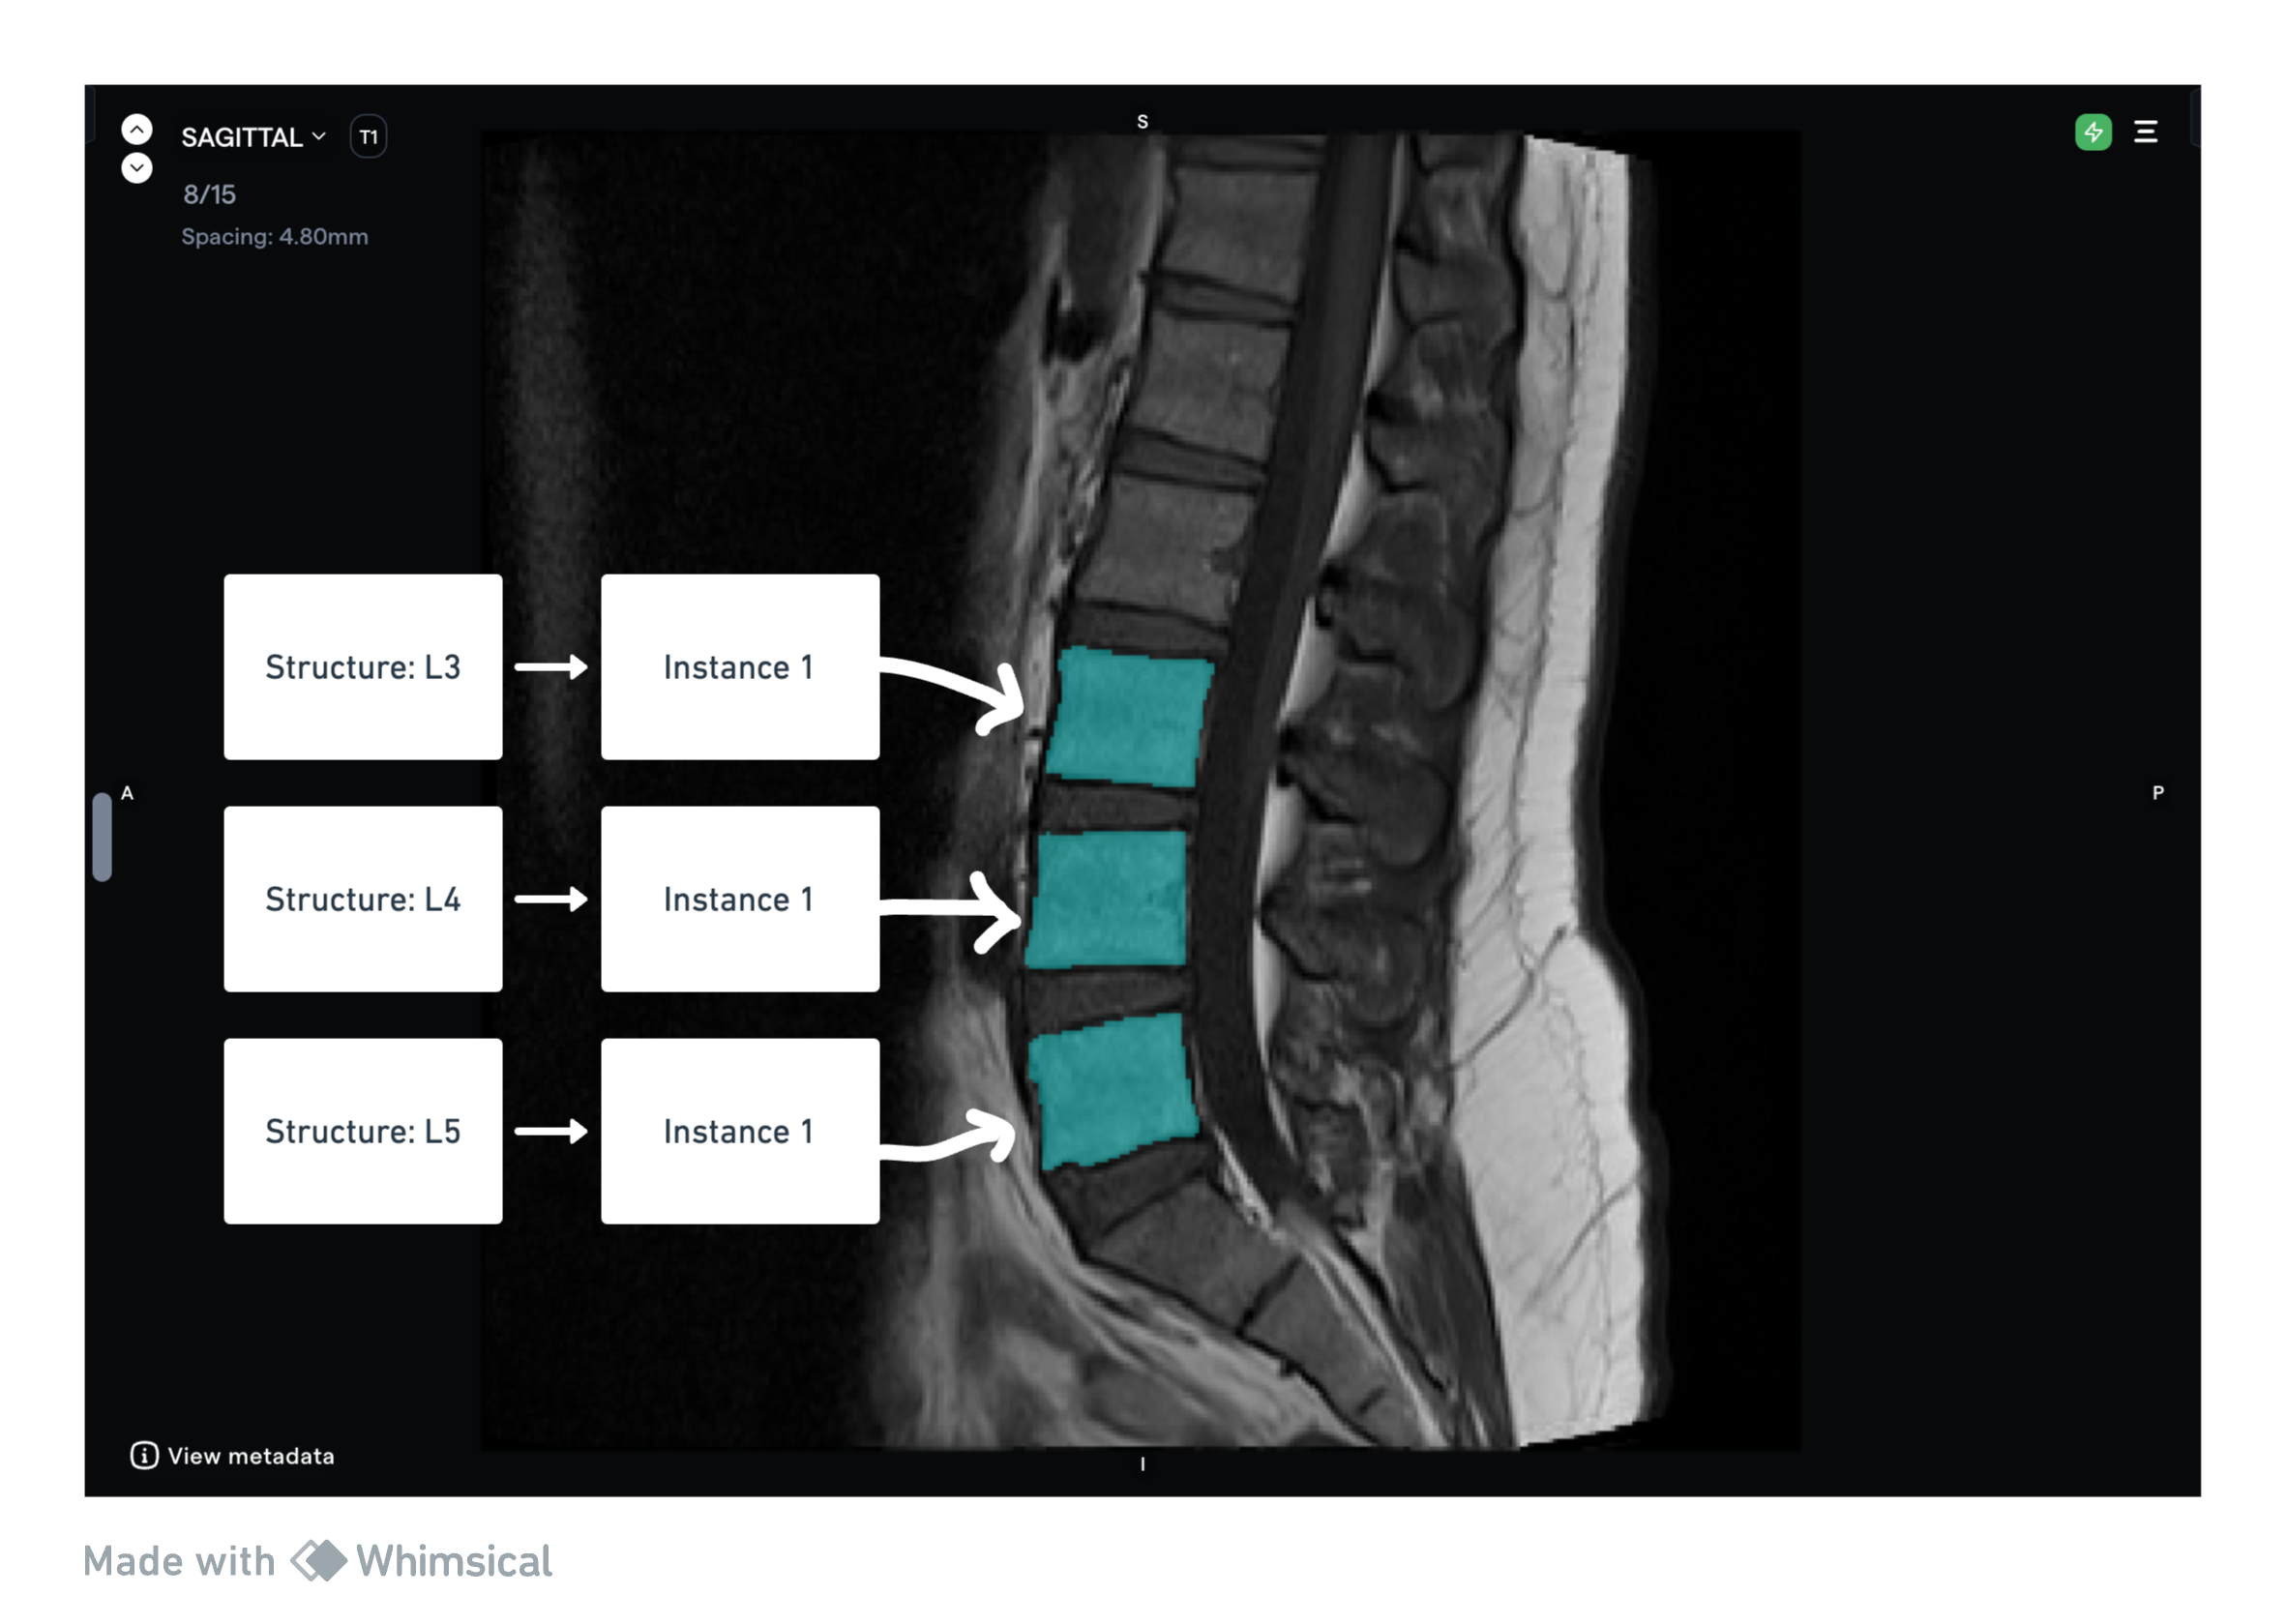 S
SAGITTAL
T1
8/15
Spacing: 4.80mm
Structure: L3
Instance 1
A
P
Structure: L4
Instance 1
Structure: L5
Instance 1
View metadata
I
Made with Whimsical